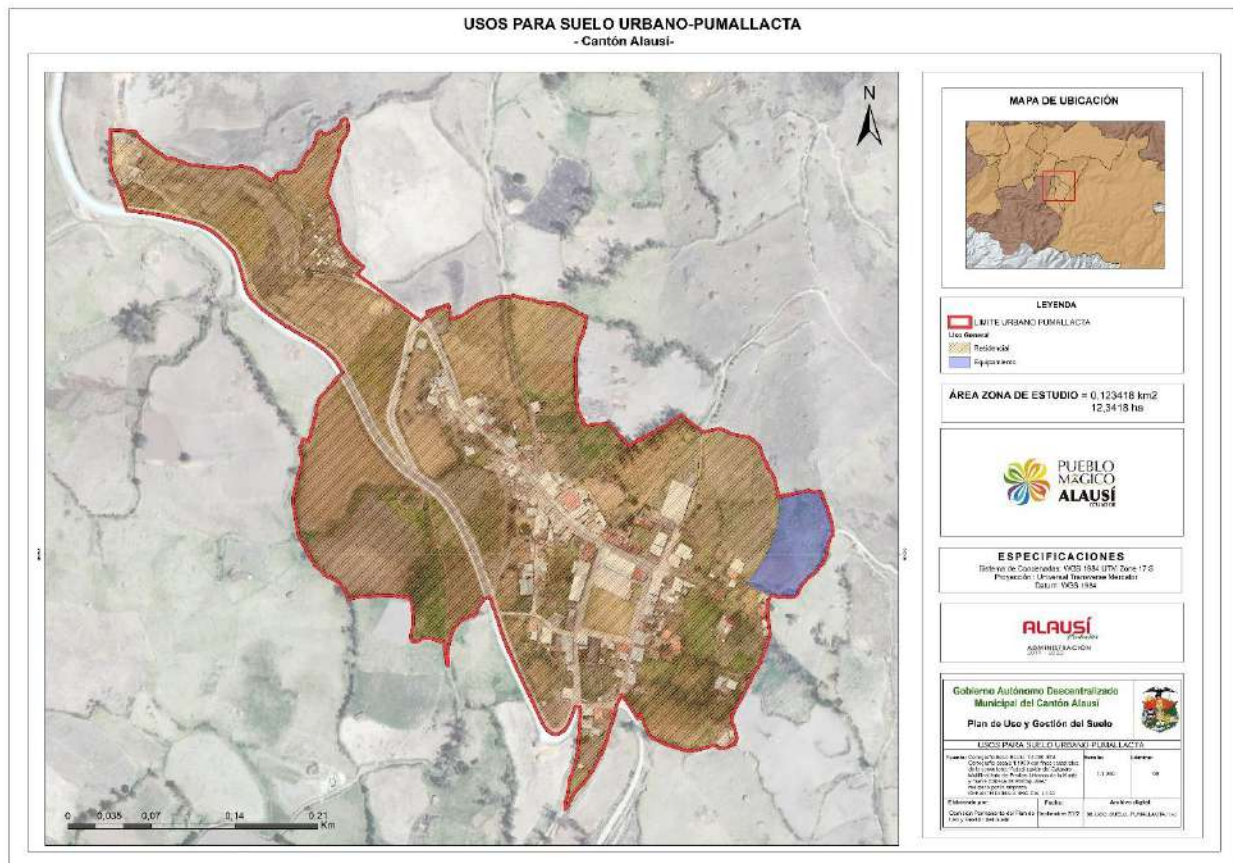 USOS PARA SUELO URBANO-PUMALLACTA
- Cantón Alausí-
N
0 0,035 0,07 0,14 0,21
Km
MAPA DE UBICACIÓN
LEYENDA
LIMITE URBANO PUMALLACTA
Uso General
Residencial
Equipamiento
ÁREA ZONA DE ESTUDIO = 0,123418 km2
12,3418 ha
PUEBLO
MÁGICO
ALAUSÍ
ECUADOR
ESPECIFICACIONES
Sistema de Coordenadas: WGS 1984 UTM Zone 17 S
Proyección: Universal Transverse Mercator
Datum: WGS 1984
ALAUSÍ
ADMINISTRACIÓN
Gobierno Autónomo Descentralizado
Municipal del Cantón Alausí
Plan de Uso y Gestión del Suelo
USOS PARA SUELO URBANO-PUMALLACTA
Elaborado por:
Fecha:
Archivo digital